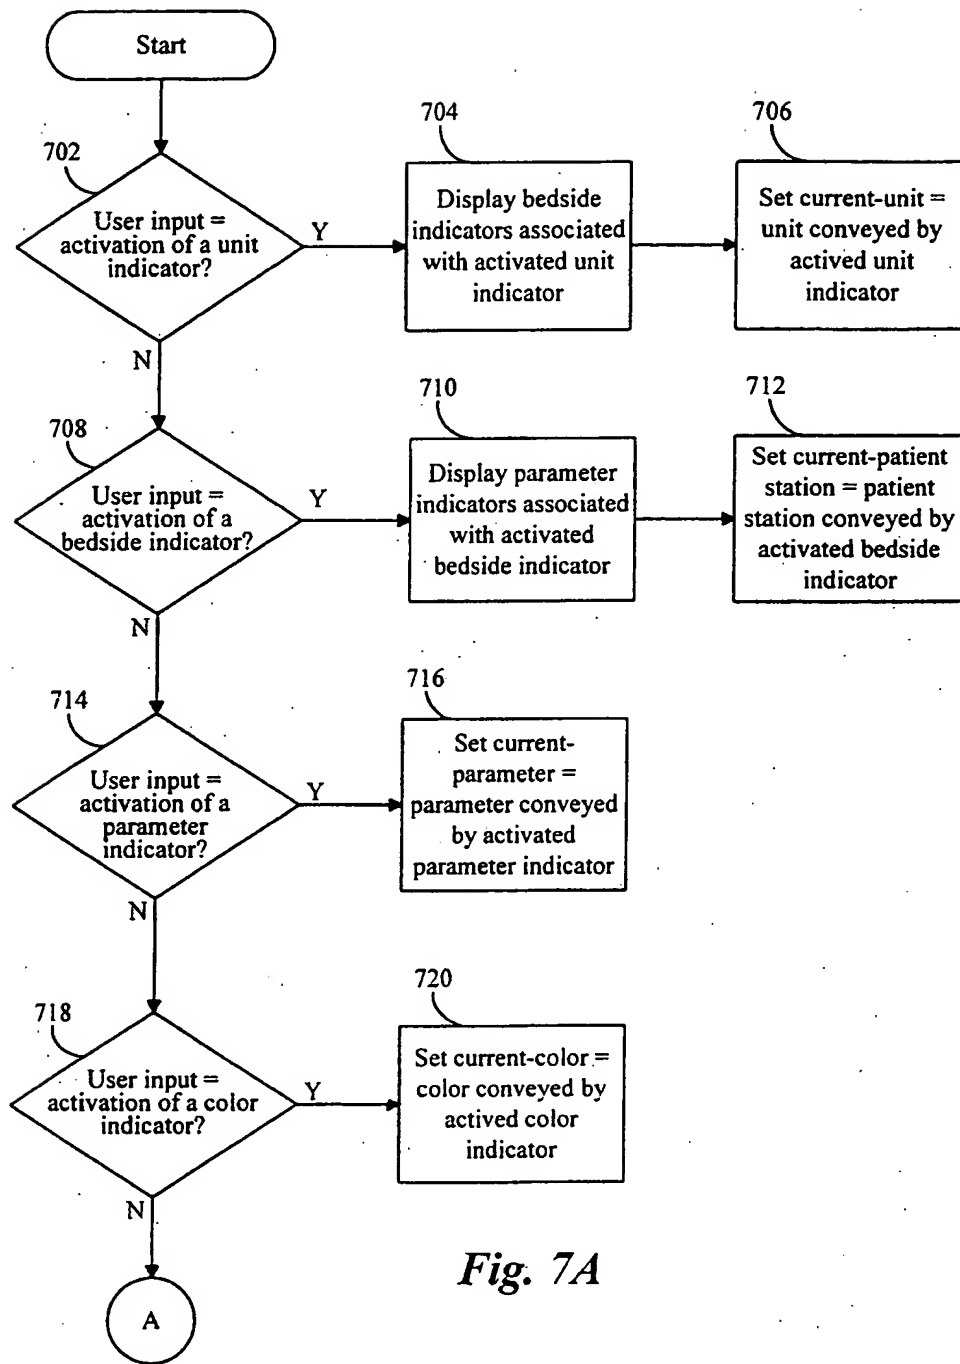 Start
702
User input =
activation of a unit
indicator?
Y
N
704
Display bedside
indicators associated
with activated unit
indicator
706
Set current-unit =
unit conveyed by
actived unit
indicator
708
User input =
activation of a
bedside indicator?
Y
N
710
Display parameter
indicators associated
with activated
bedside indicator
712
Set current-patient
station = patient
station conveyed by
activated bedside
indicator
714
User input =
activation of a
parameter
indicator?
Y
N
716
Set current-
parameter =
parameter conveyed
by activated
parameter indicator
718
User input =
activation of a color
indicator?
Y
N
720
Set current-color =
color conveyed by
actived color
indicator
A
Fig. 7A